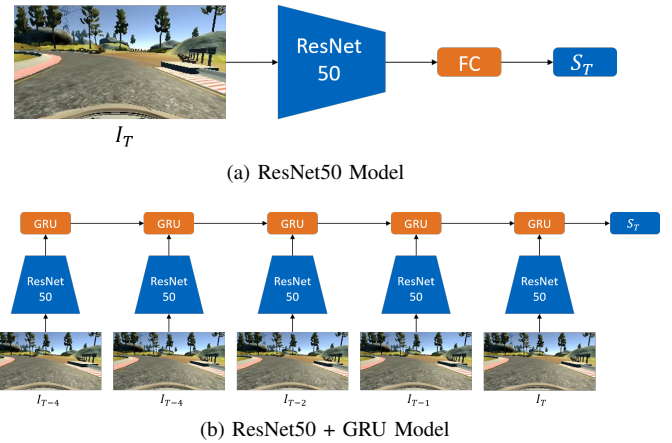 ResNet
50
FC
S_T
I_T
(a) ResNet50 Model
GRU GRU GRU GRU GRU S_T
ResNet ResNet ResNet ResNet ResNet
50 50 50 50 50
I_{T−4} I_{T−4} I_{T−2} I_{T−1} I_T
(b) ResNet50 + GRU Model